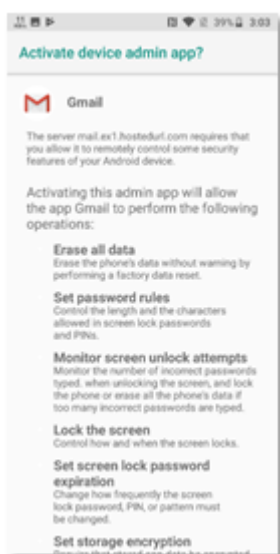 39% 3:03
Activate device admin app?
Gmail
The server mail.ex1.hostedurl.com requires that
you allow it to remotely control some security
features of your Android device.
Activating this admin app will allow
the app Gmail to perform the following
operations:
Erase all data
Erase the phone's data without warning by
performing a factory data reset.
Set password rules
Control the length and the characters
allowed in screen lock passwords
and PINs.
Monitor screen unlock attempts
Monitor the number of incorrect passwords
typed. when unlocking the screen, and lock
the phone or erase all the phone's data if
too many incorrect passwords are typed.
Lock the screen
Control how and when the screen locks.
Set screen lock password
expiration
Change how frequently the screen
lock password, PIN, or pattern must
be changed.
Set storage encryption
Require that stored app data be encrypted